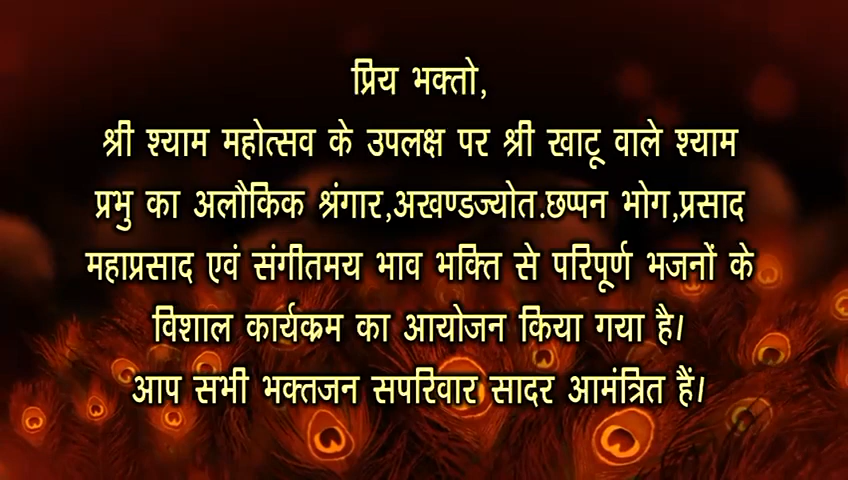 प्रिय भक्तो,
श्री श्याम महोत्सव के उपलक्ष पर श्री खाटू वाले श्याम
प्रभु का अलौकिक श्रंगार,अखण्डज्योत.छप्पन भोग,प्रसाद
महाप्रसाद एवं संगीतमय भाव भक्ति से परिपूर्ण भजनों के
विशाल कार्यक्रम का आयोजन किया गया है।
आप सभी भक्तजन सपरिवार सादर आमंत्रित हैं।